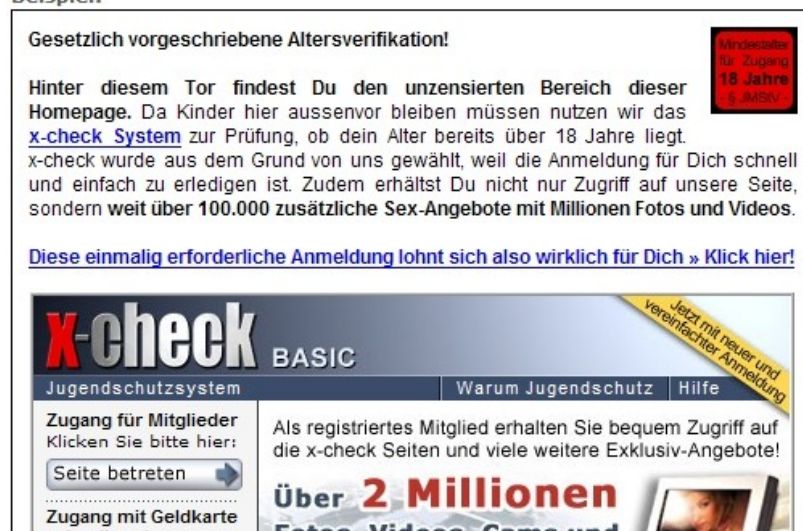 Beispiel:
Gesetzlich vorgeschriebene Altersverifikation!
Mindestalter
für Zugang
18 Jahre
- § JMStV -
Hinter diesem Tor findest Du den unzensierten Bereich dieser
Homepage. Da Kinder hier aussenvor bleiben müssen nutzen wir das
x-check System zur Prüfung, ob dein Alter bereits über 18 Jahre liegt.
x-check wurde aus dem Grund von uns gewählt, weil die Anmeldung für Dich schnell
und einfach zu erledigen ist. Zudem erhältst Du nicht nur Zugriff auf unsere Seite,
sondern weit über 100.000 zusätzliche Sex-Angebote mit Millionen Fotos und Videos.
Diese einmalig erforderliche Anmeldung lohnt sich also wirklich für Dich » Klick hier!
x-check BASIC
Jetzt mit neuer und
vereinfachter Anmeldung
Jugendschutzsystem
Warum Jugendschutz
Hilfe
Zugang für Mitglieder
Klicken Sie bitte hier:
Seite betreten
Zugang mit Geldkarte
Als registriertes Mitglied erhalten Sie bequem Zugriff auf
die x-check Seiten und viele weitere Exklusiv-Angebote!
Über 2 Millionen
Fotos, Videos, Cams und